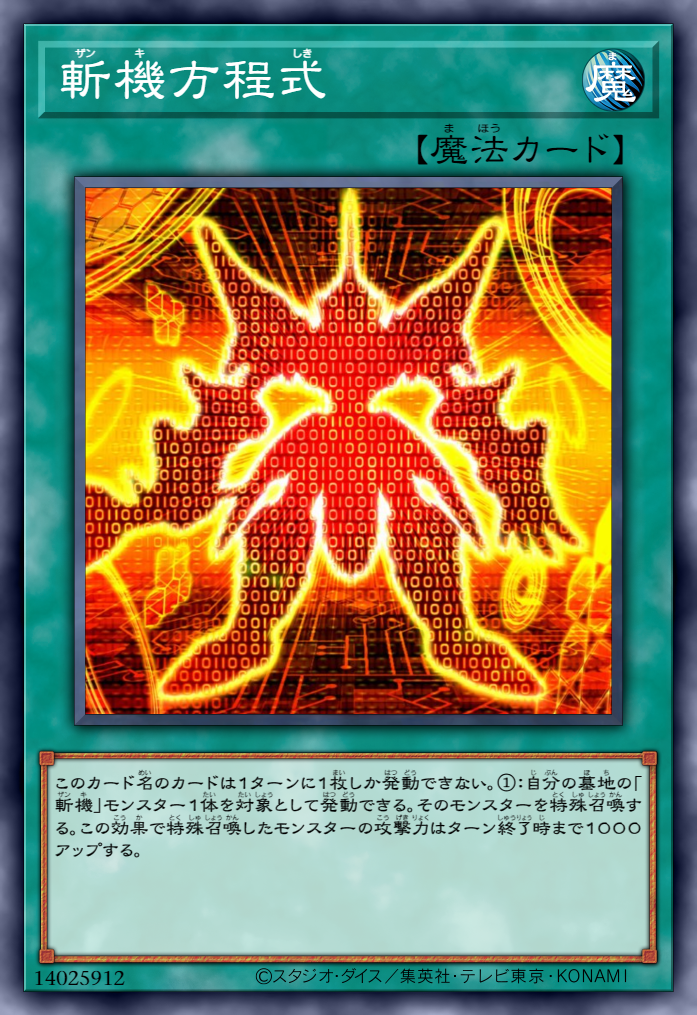 斬機方程式
魔
【魔法カード】
このカード名のカードは1ターンに1枚しか発動できない。①:自分の墓地の「
斬機」モンスター1体を対象として発動できる。そのモンスターを特殊召喚す
る。この効果で特殊召喚したモンスターの攻撃力はターン終了時まで1000
アップする。
14025912 ©スタジオ・ダイス/集英社・テレビ東京・KONAMI